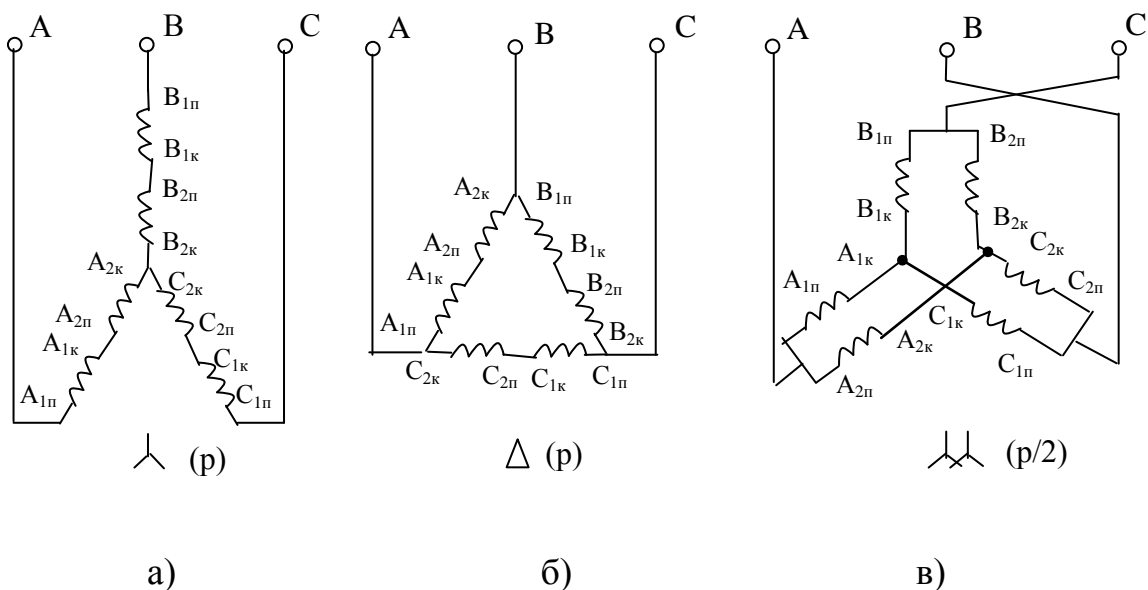 A B C
B1п
B1к
B2п
B2к
A2к
C2к
A2п
C2п
A1к
C1к
A1п
C1п
(p)
а)
A B C
A2к
B1п
A2п
B1к
A1к
B2п
A1п
B2к
C2к
C2п
C1к
C1п
(p)
б)
A B C
B1п
B2п
B1к
B2к
A1к
C2к
A1п
C2п
C1к
A2к
C1п
A2п
(p/2)
в)